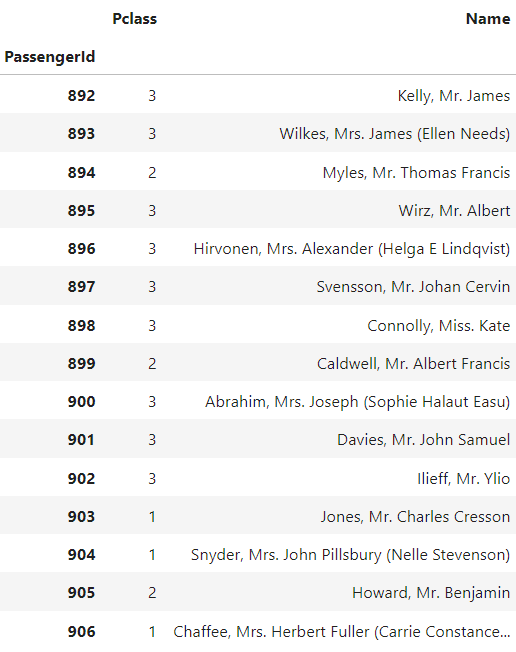 Pclass Name
PassengerId
892 3 Kelly, Mr. James
893 3 Wilkes, Mrs. James (Ellen Needs)
894 2 Myles, Mr. Thomas Francis
895 3 Wirz, Mr. Albert
896 3 Hirvonen, Mrs. Alexander (Helga E Lindqvist)
897 3 Svensson, Mr. Johan Cervin
898 3 Connolly, Miss. Kate
899 2 Caldwell, Mr. Albert Francis
900 3 Abrahim, Mrs. Joseph (Sophie Halaut Easu)
901 3 Davies, Mr. John Samuel
902 3 Ilieff, Mr. Ylio
903 1 Jones, Mr. Charles Cresson
904 1 Snyder, Mrs. John Pillsbury (Nelle Stevenson)
905 2 Howard, Mr. Benjamin
906 1 Chaffee, Mrs. Herbert Fuller (Carrie Constance...